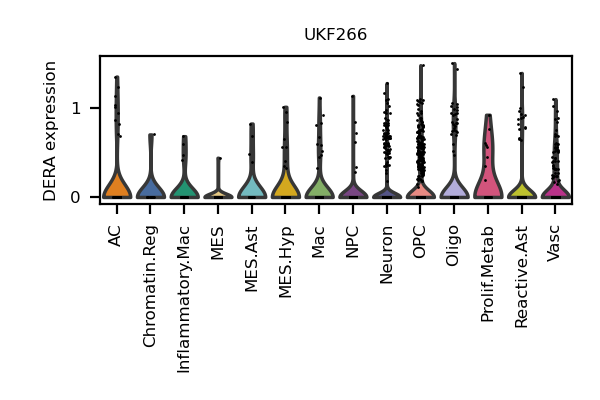 UKF266
DERA expression
1
0
AC
Chromatin.Reg
Inflammatory.Mac
MES
MES.Ast
MES.Hyp
Mac
NPC
Neuron
OPC
Oligo
Prolif.Metab
Reactive.Ast
Vasc